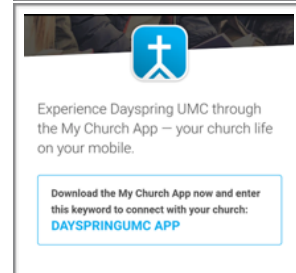 Experience Dayspring UMC through
the My Church App — your church life
on your mobile.
Download the My Church App now and enter
this keyword to connect with your church:
DAYSPRINGUMC APP